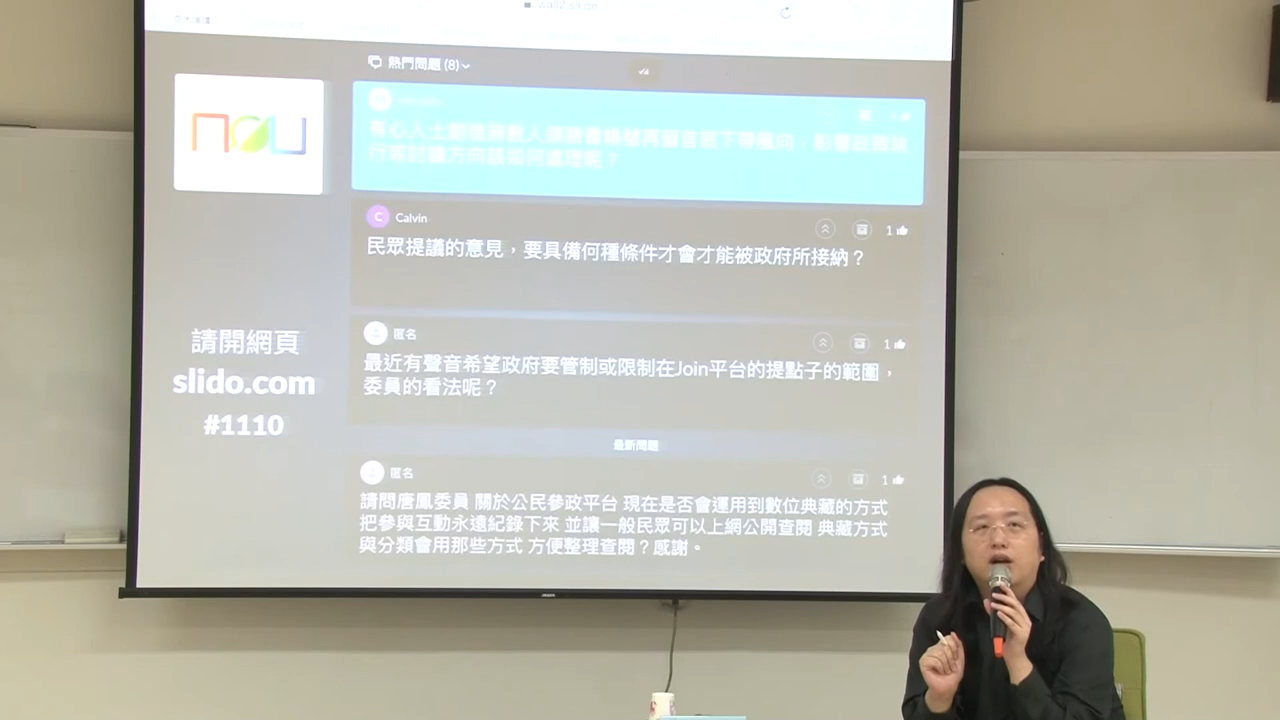 wall2.sli.do
熱門問題 (8)
nou
Calvin
1
民眾提議的意見，要具備何種條件才會才能被政府所接納？
匿名
1
最近有聲音希望政府要管制或限制在Join平台的提點子的範圍，
委員的看法呢？
請開網頁
slido.com
#1110
最新問題
匿名
1
請問唐鳳委員 關於公民參政平台 現在是否會運用到數位典藏的方式
把參與互動永遠紀錄下來 並讓一般民眾可以上網公開查閱 典藏方式
與分類會用那些方式 方便整理查閱？感謝。